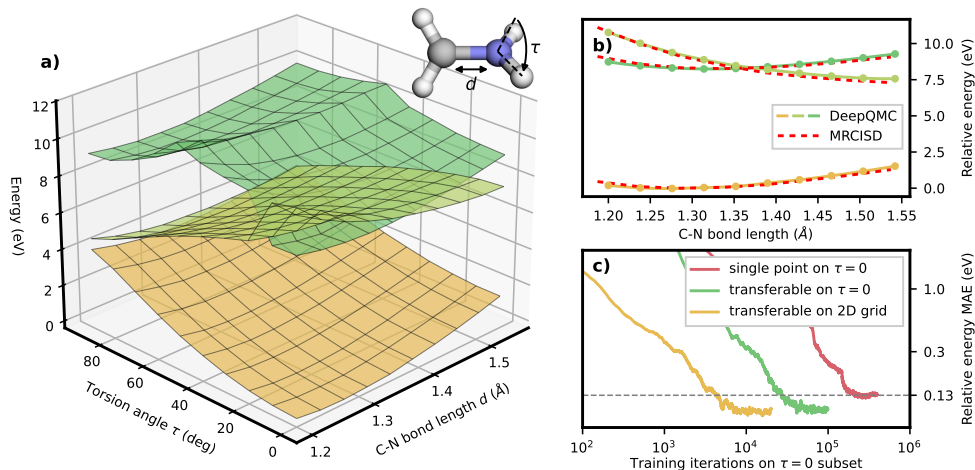 a)
τ
d
12
10
8
6
4
2
0
Energy (eV)
80
60
40
20
0
Torsion angle τ (deg)
1.2
1.3
1.4
1.5
C-N bond length d (Å)
b)
DeepQMC
MRCISD
10.0
7.5
5.0
2.5
0.0
Relative energy (eV)
1.20 1.25 1.30 1.35 1.40 1.45 1.50 1.55
C-N bond length (Å)
c)
single point on τ = 0
transferable on τ = 0
transferable on 2D grid
1.0
0.3
0.13
Relative energy MAE (eV)
10² 10³ 10⁴ 10⁵ 10⁶
Training iterations on τ = 0 subset